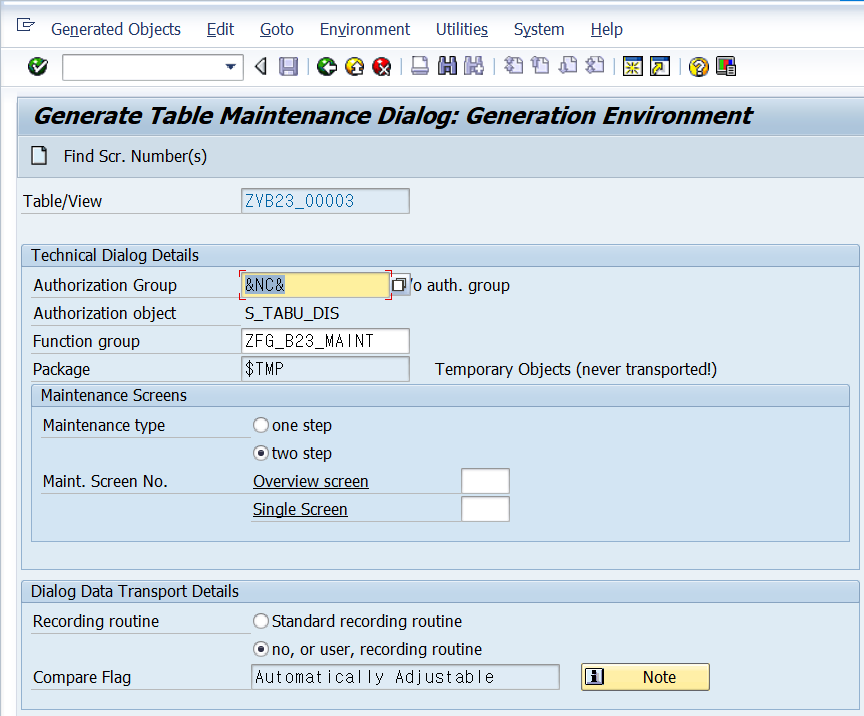 Generated Objects Edit Goto Environment Utilities System Help
Generate Table Maintenance Dialog: Generation Environment
Find Scr. Number(s)
Table/View ZVB23_00003
Technical Dialog Details
Authorization Group &NC& /o auth. group
Authorization object S_TABU_DIS
Function group ZFG_B23_MAINT
Package $TMP Temporary Objects (never transported!)
Maintenance Screens
Maintenance type one step
two step
Maint. Screen No. Overview screen
Single Screen
Dialog Data Transport Details
Recording routine Standard recording routine
no, or user, recording routine
Compare Flag Automatically Adjustable Note